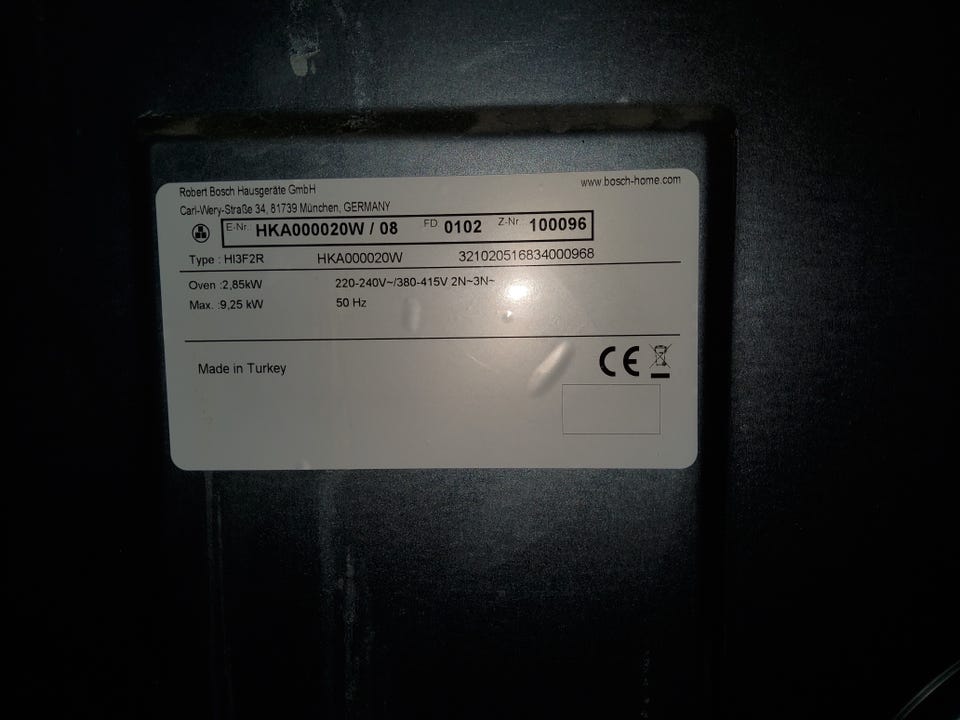 Robert Bosch Hausgeräte GmbH www.bosch-home.com
Carl-Wery-Straße 34, 81739 München, GERMANY
E-Nr. HKA000020W / 08 FD 0102 Z-Nr. 100096
Type : HI3F2R HKA000020W 321020516834000968
Oven :2,85kW 220-240V~/380-415V 2N~3N~
Max. :9,25 kW 50 Hz
Made in Turkey CE